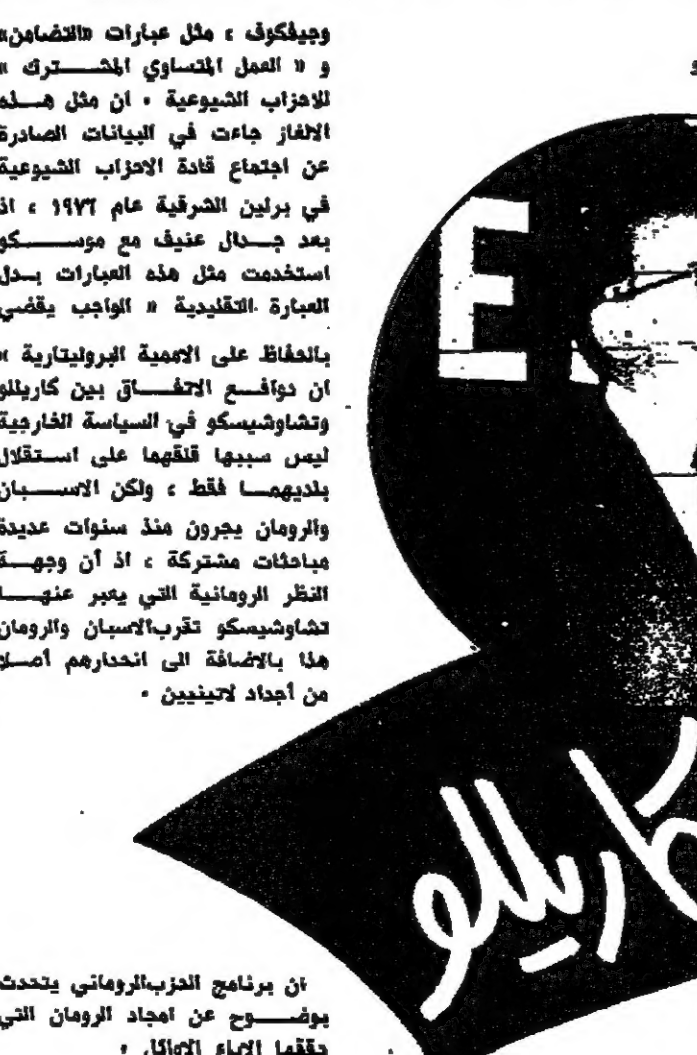 وجيفكوف ، مثل عبارات «التضامن»
و « العمل المتساوي المشترك »
للاحزاب الشيوعية . ان مثل هذه
الالغاز جاءت في البيانات الصادرة
عن اجتماع قادة الاحزاب الشيوعية
في برلين الشرقية عام ١٩٧٦ ، اذ
بعد جدال عنيف مع موسكو
استخدمت مثل هذه العبارات بدل
العبارة التقليدية « الواجب يقضي
بالحفاظ على الاممية البروليتارية »
ان دوافع الاتفاق بين كاريللو
وتشاوشيسكو في السياسة الخارجية
ليس سببها قلقهما على استقلال
بلديهما فقط ، ولكن الاسبان
والرومان يجرون منذ سنوات عديدة
مباحثات مشتركة ، اذ أن وجهة
النظر الرومانية التي يعبر عنها
تشاوشيسكو تقرب الاسبان والرومان
هذا بالاضافة الى انحدارهم أصلا
من أجداد لاتينيين .
و
E
كاريللو
ان برنامج الحزب الروماني يتحدث
بوضوح عن امجاد الرومان التي
حققها الاباء الاوائل .